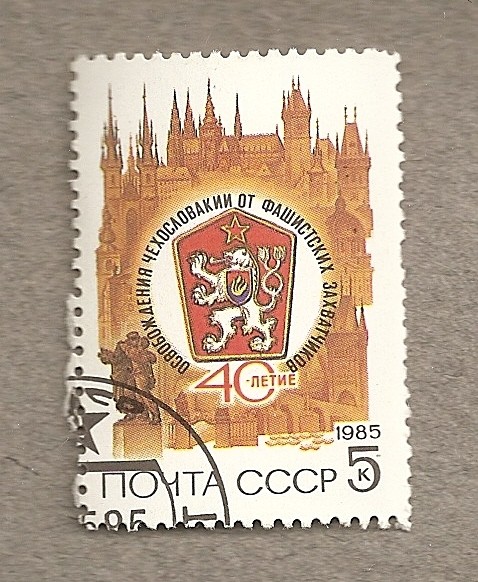 ОСВОБОЖДЕНИЯ ЧЕХОСЛОВАКИИ ОТ ФАШИСТСКИХ ЗАХВАТЧИКОВ
40-ЛЕТИЕ
1985
ПОЧТА СССР 5 К